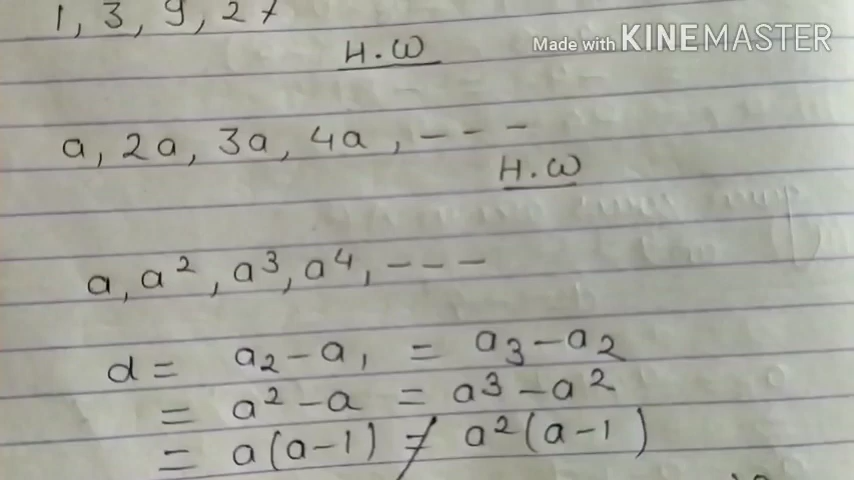 1, 3, 9, 27
Made with KINEMASTER
H.W
a, 2a, 3a, 4a, ---
H.W
a, a², a³, a⁴, ---
d = a₂ - a₁ = a₃ - a₂
= a² - a = a³ - a²
= a(a-1) ≠ a²(a-1)